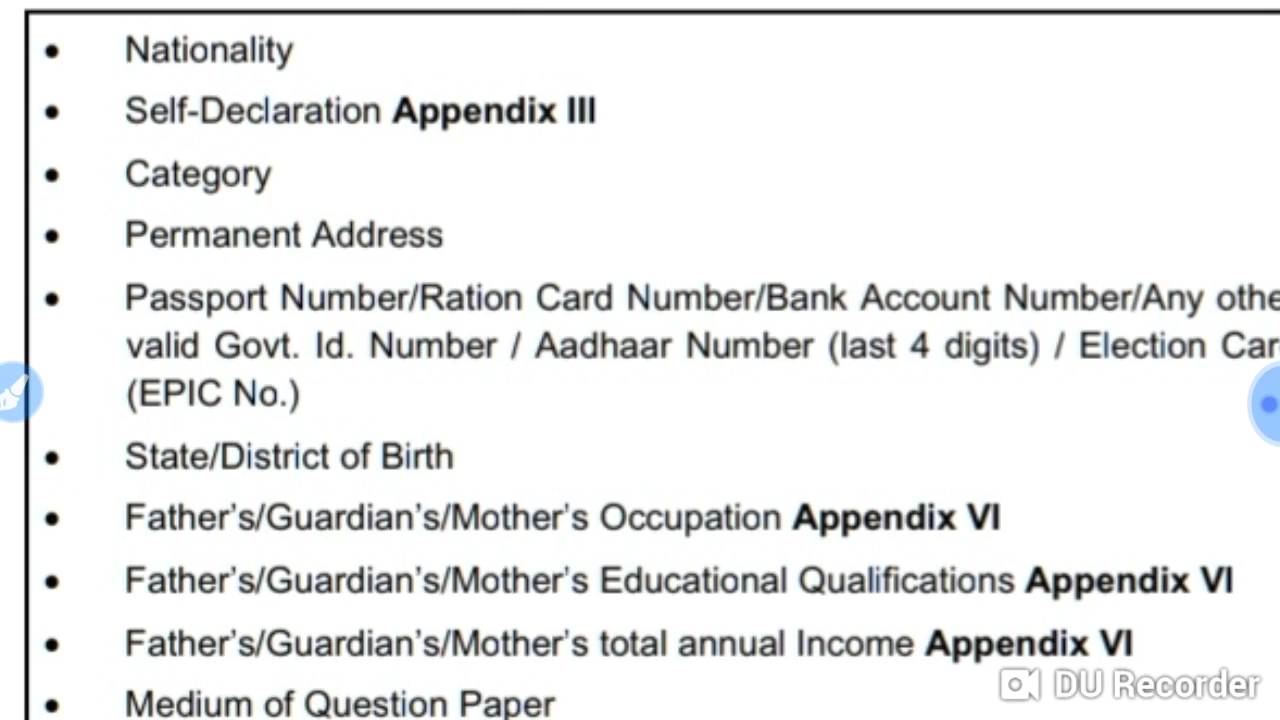 • Nationality
• Self-Declaration Appendix III
• Category
• Permanent Address
• Passport Number/Ration Card Number/Bank Account Number/Any othe
valid Govt. Id. Number / Aadhaar Number (last 4 digits) / Election Car
(EPIC No.)
• State/District of Birth
• Father's/Guardian's/Mother's Occupation Appendix VI
• Father's/Guardian's/Mother's Educational Qualifications Appendix VI
• Father's/Guardian's/Mother's total annual Income Appendix VI
• Medium of Question Paper
DU Recorder